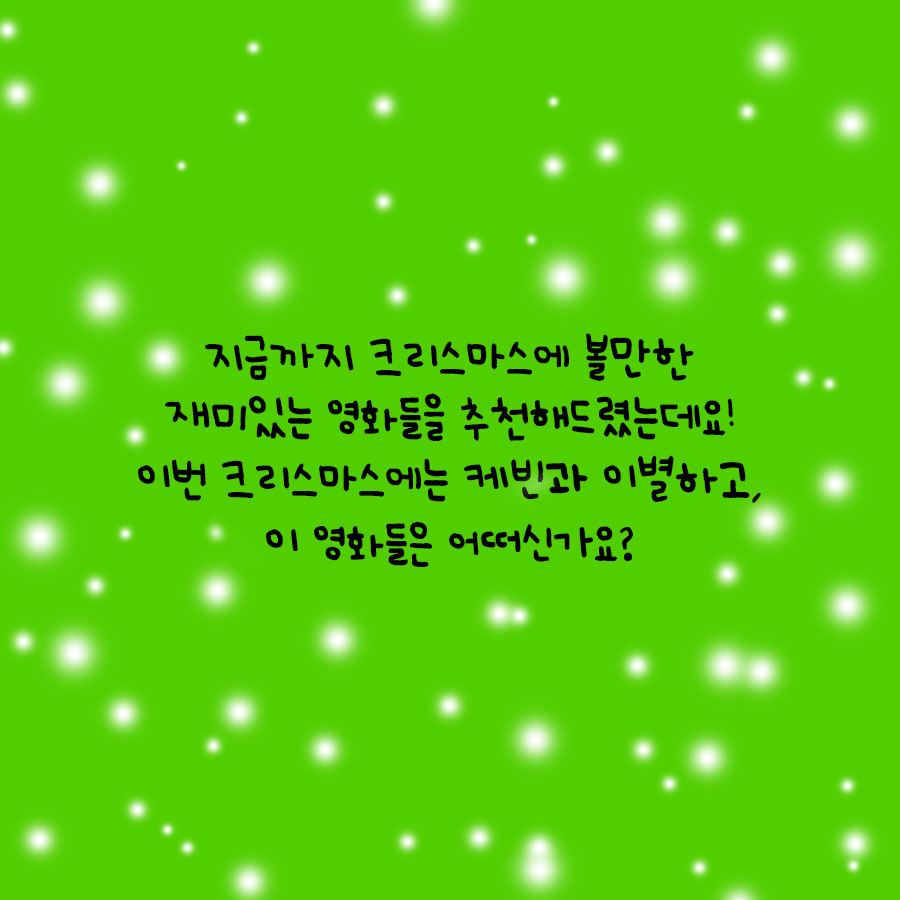 지금까지 크리스마스에 볼만한
재미있는 영화들을 추천해드렸는데요!
이번 크리스마스에는 케빈과 이별하고,
이 영화들은 어떠신가요?